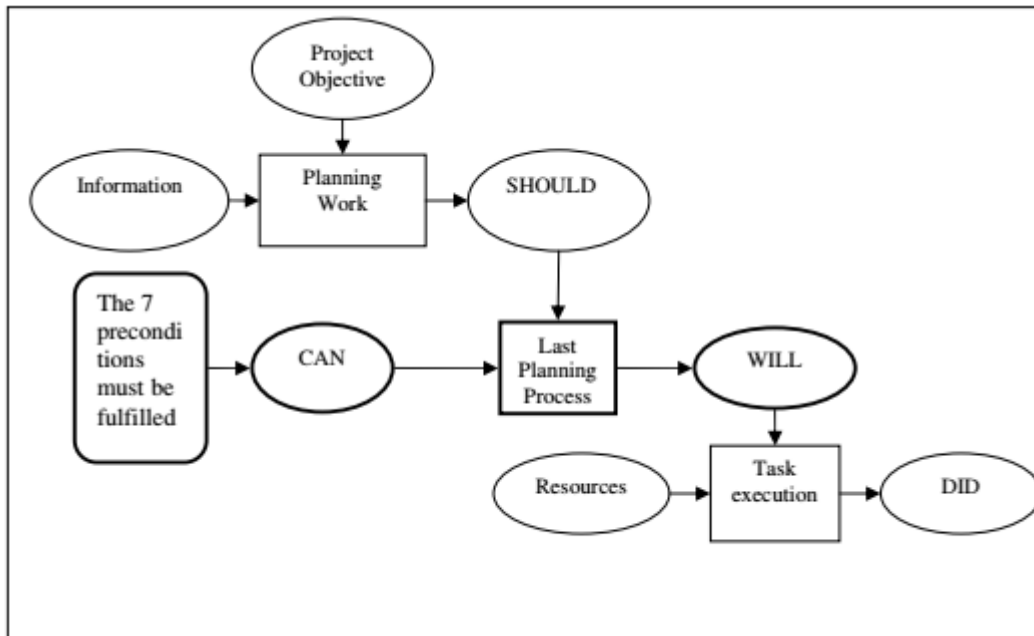 Project
Objective
Information
Planning
Work
SHOULD
The 7
precondi
tions
must be
fulfilled
CAN
Last
Planning
Process
WILL
Resources
Task
execution
DID